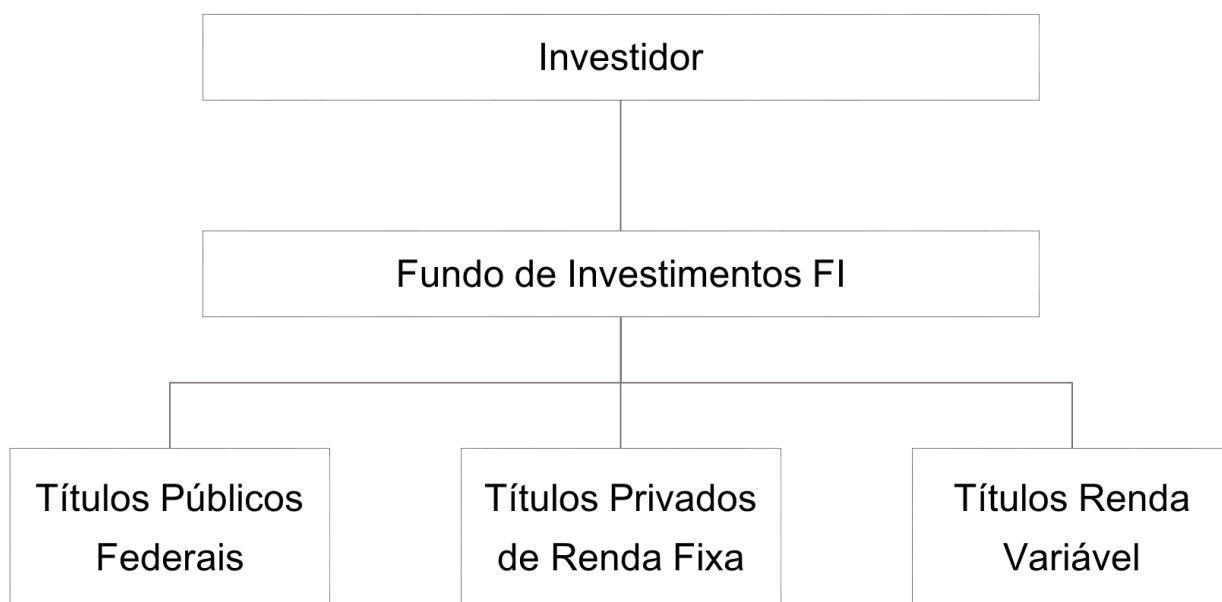 Investidor
Fundo de Investimentos FI
Títulos Públicos
Federais
Títulos Privados
de Renda Fixa
Títulos Renda
Variável